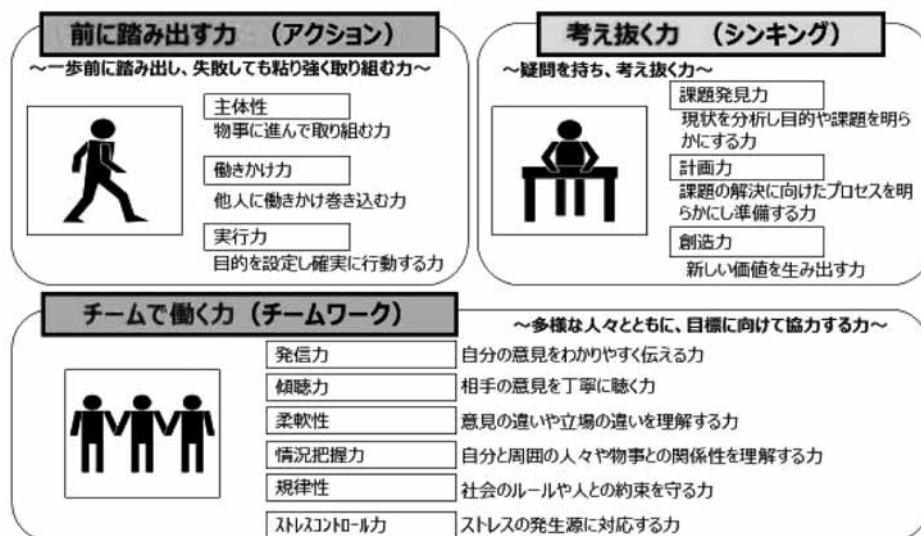 前に踏み出す力 (アクション)
~一歩前に踏み出し、失敗しても粘り強く取り組む力~
主体性
物事に進んで取り組む力
働きかけ力
他人に働きかけ巻き込む力
実行力
目的を設定し確実に行動する力
考え抜く力 (シンキング)
~疑問を持ち、考え抜く力~
課題発見力
現状を分析し目的や課題を明ら
かにする力
計画力
課題の解決に向けたプロセスを明
らかにし準備する力
創造力
新しい価値を生み出す力
チームで働く力 (チームワーク)
~多様な人々とともに、目標に向けて協力する力~
発信力 自分の意見をわかりやすく伝える力
傾聴力 相手の意見を丁寧に聴く力
柔軟性 意見の違いや立場の違いを理解する力
情況把握力 自分と周囲の人々や物事との関係性を理解する力
規律性 社会のルールや人との約束を守る力
ストレスコントロール力 ストレスの発生源に対応する力